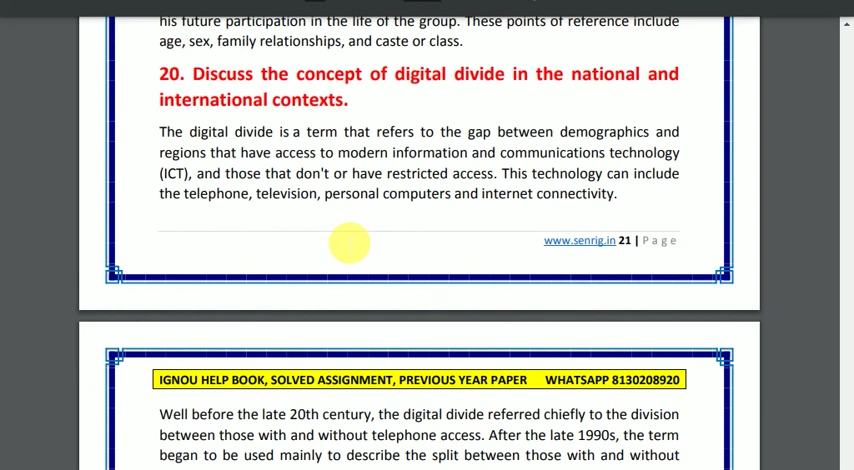 his future participation in the life of the group. These points of reference include
age, sex, family relationships, and caste or class.
20. Discuss the concept of digital divide in the national and
international contexts.
The digital divide is a term that refers to the gap between demographics and
regions that have access to modern information and communications technology
(ICT), and those that don't or have restricted access. This technology can include
the telephone, television, personal computers and internet connectivity.
www.senrig.in 21 | P a g e
IGNOU HELP BOOK, SOLVED ASSIGNMENT, PREVIOUS YEAR PAPER WHATSAPP 8130208920
Well before the late 20th century, the digital divide referred chiefly to the division
between those with and without telephone access. After the late 1990s, the term
began to be used mainly to describe the split between those with and without